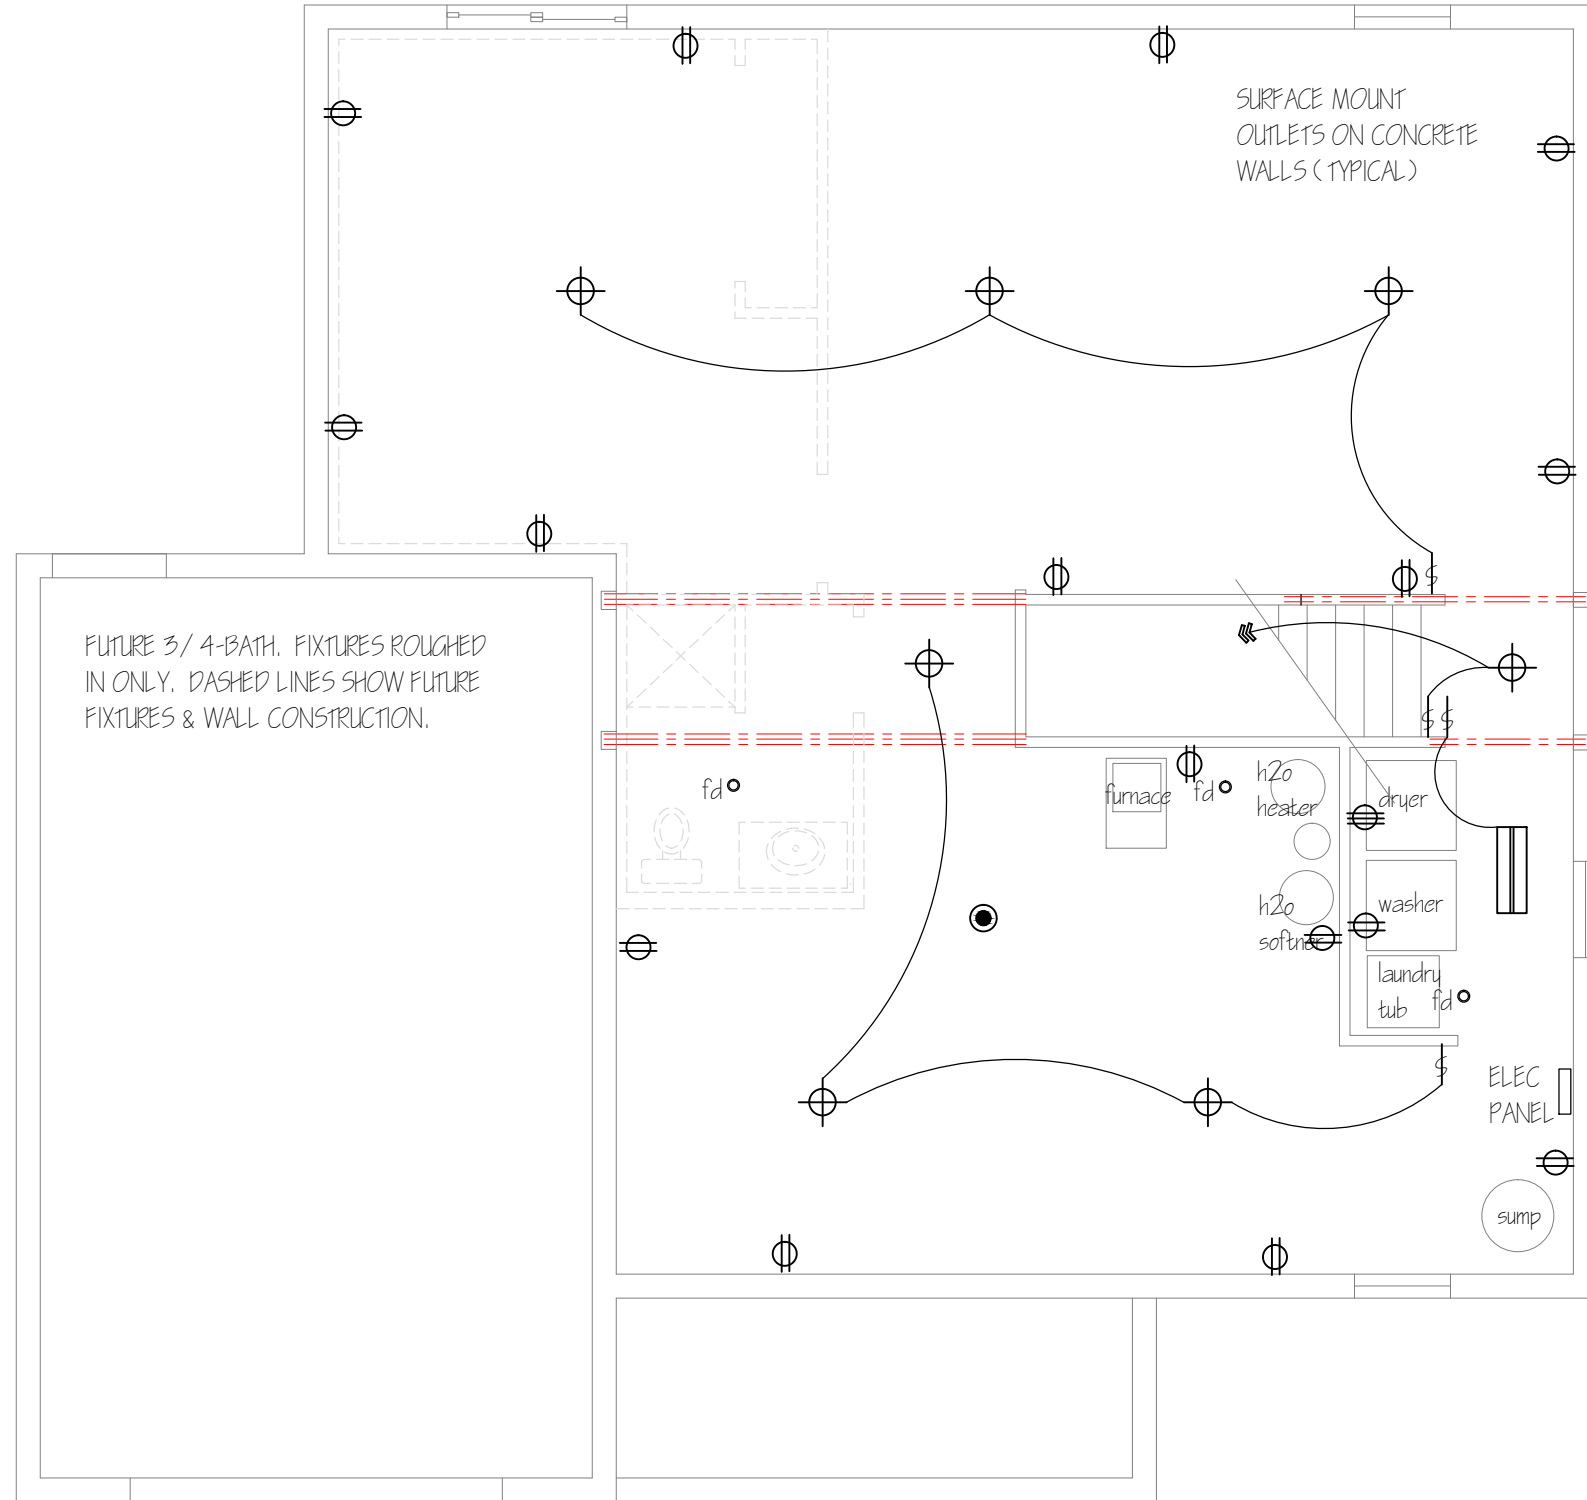 SURFACE MOUNT
OUTLETS ON CONCRETE
WALLS (TYPICAL)
FUTURE 3/4-BATH. FIXTURES ROUGHED
IN ONLY. DASHED LINES SHOW FUTURE
FIXTURES & WALL CONSTRUCTION.
$
$ $
fd
furnace
fd
h2o
heater
dryer
h2o
softner
washer
laundry
tub
fd
$
ELEC
PANEL
sump